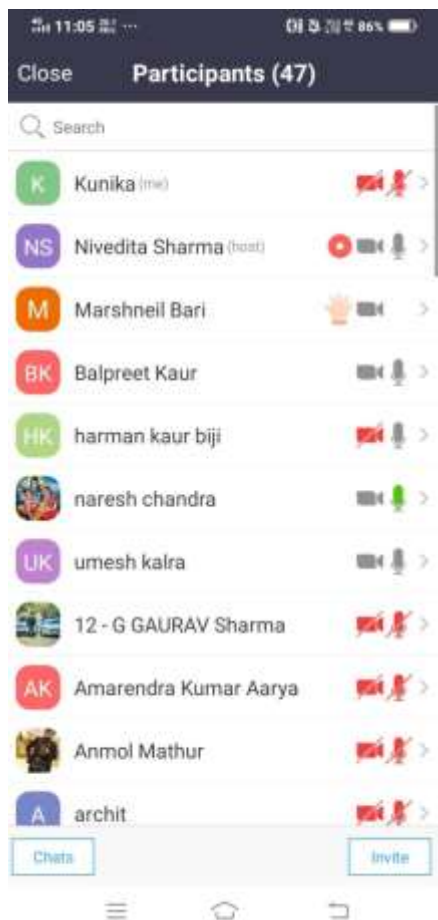 11:05 ... 86%
Close Participants (47)
Search
K Kunika (me)
NS Nivedita Sharma (host)
M Marshneil Bari
BK Balpreet Kaur
HK harman kaur biji
naresh chandra
UK umesh kalra
12 - G GAURAV Sharma
AK Amarendra Kumar Aarya
Anmol Mathur
A archit
Chats Invite